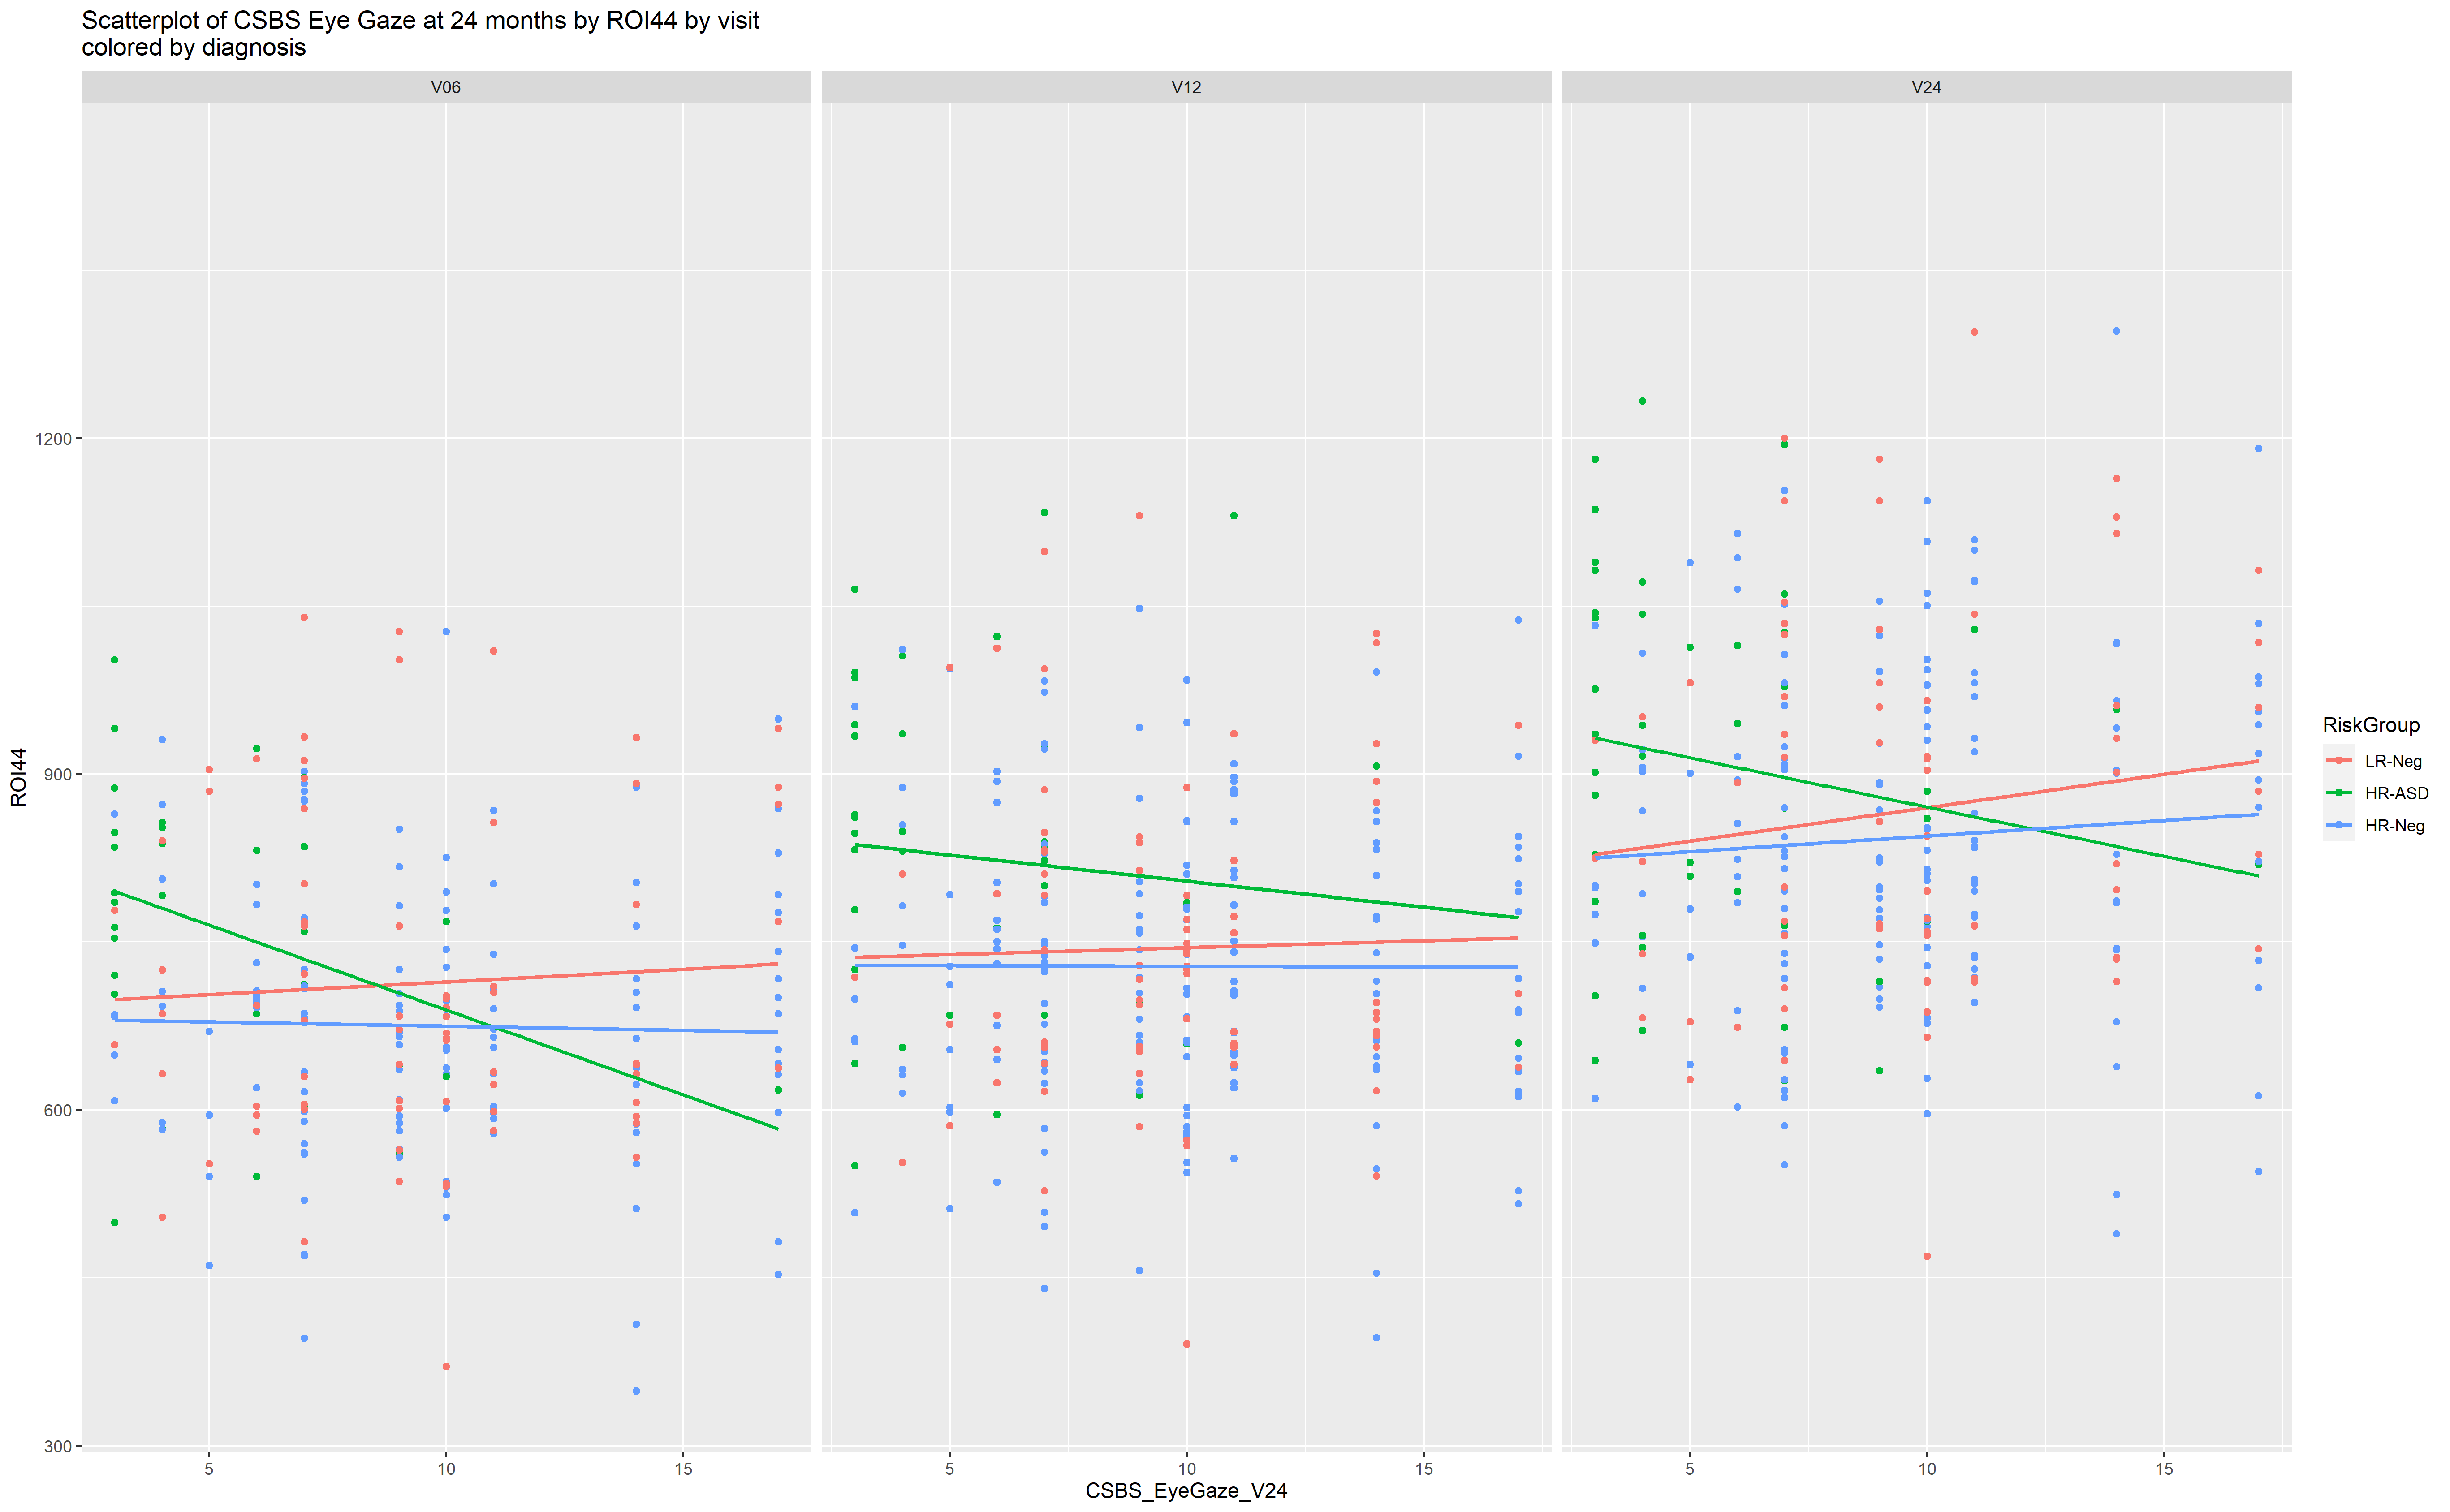 Scatterplot of CSBS Eye Gaze at 24 months by ROI44 by visit
colored by diagnosis
V06 V12 V24
1200
900
600
300
ROI44
5 10 15 5 10 15 5 10 15
CSBS_EyeGaze_V24
RiskGroup
LR-Neg
HR-ASD
HR-Neg